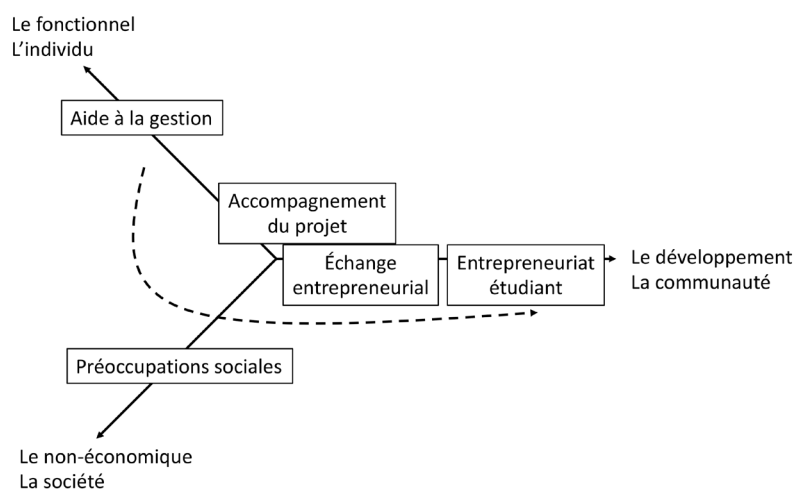 Le fonctionnel
L’individu
Aide à la gestion
Accompagnement
du projet
Échange
entrepreneurial
Entrepreneuriat
étudiant
Le développement
La communauté
Préoccupations sociales
Le non-économique
La société